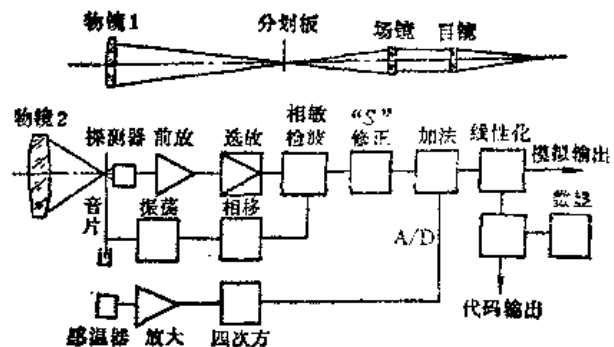 物镜1
分划板
场镜
目镜
物镜2
探测器
前放
选放
相敏
检波
“S”
修正
加法
线性化
模拟输出
音片
振荡
相移
A/D
数显
代码输出
感温器
放大
四次方